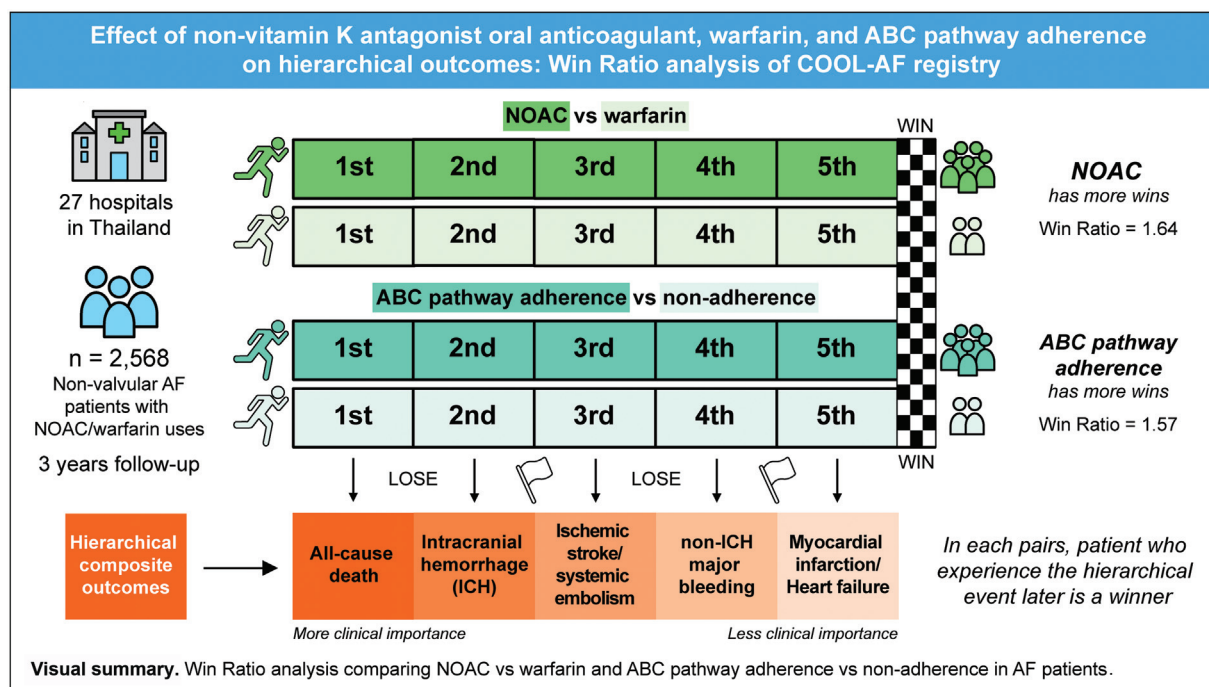 Effect of non-vitamin K antagonist oral anticoagulant, warfarin, and ABC pathway adherence
on hierarchical outcomes: Win Ratio analysis of COOL-AF registry
27 hospitals
in Thailand
n = 2,568
Non-valvular AF
patients with
NOAC/warfarin uses
3 years follow-up
NOAC vs warfarin
WIN
1st 2nd 3rd 4th 5th
1st 2nd 3rd 4th 5th
NOAC
has more wins
Win Ratio = 1.64
ABC pathway adherence vs non-adherence
1st 2nd 3rd 4th 5th
1st 2nd 3rd 4th 5th
ABC pathway
adherence
has more wins
Win Ratio = 1.57
WIN
LOSE LOSE
Hierarchical
composite
outcomes
All-cause
death
Intracranial
hemorrhage
(ICH)
Ischemic
stroke/
systemic
embolism
non-ICH
major
bleeding
Myocardial
infarction/
Heart failure
More clinical importance
Less clinical importance
In each pairs, patient who
experience the hierarchical
event later is a winner
Visual summary. Win Ratio analysis comparing NOAC vs warfarin and ABC pathway adherence vs non-adherence in AF patients.